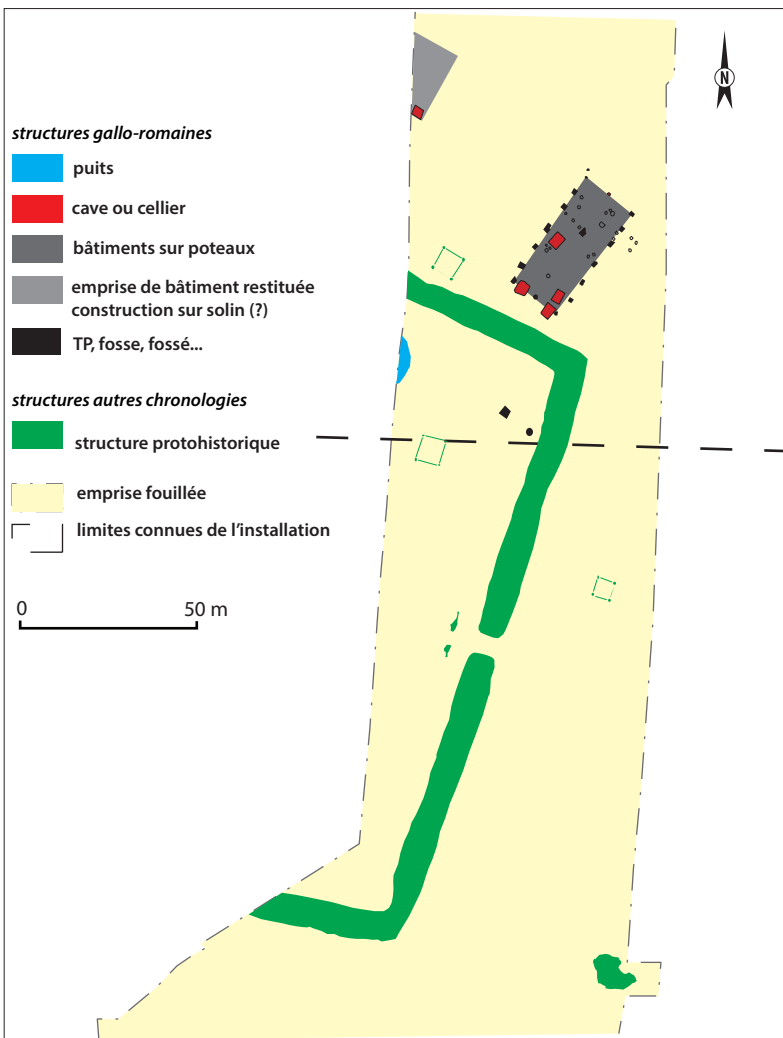 N
structures gallo-romaines
puits
cave ou cellier
bâtiments sur poteaux
emprise de bâtiment restituée
construction sur solin (?)
TP, fosse, fossé...
structures autres chronologies
structure protohistorique
emprise fouillée
limites connues de l'installation
0 50 m